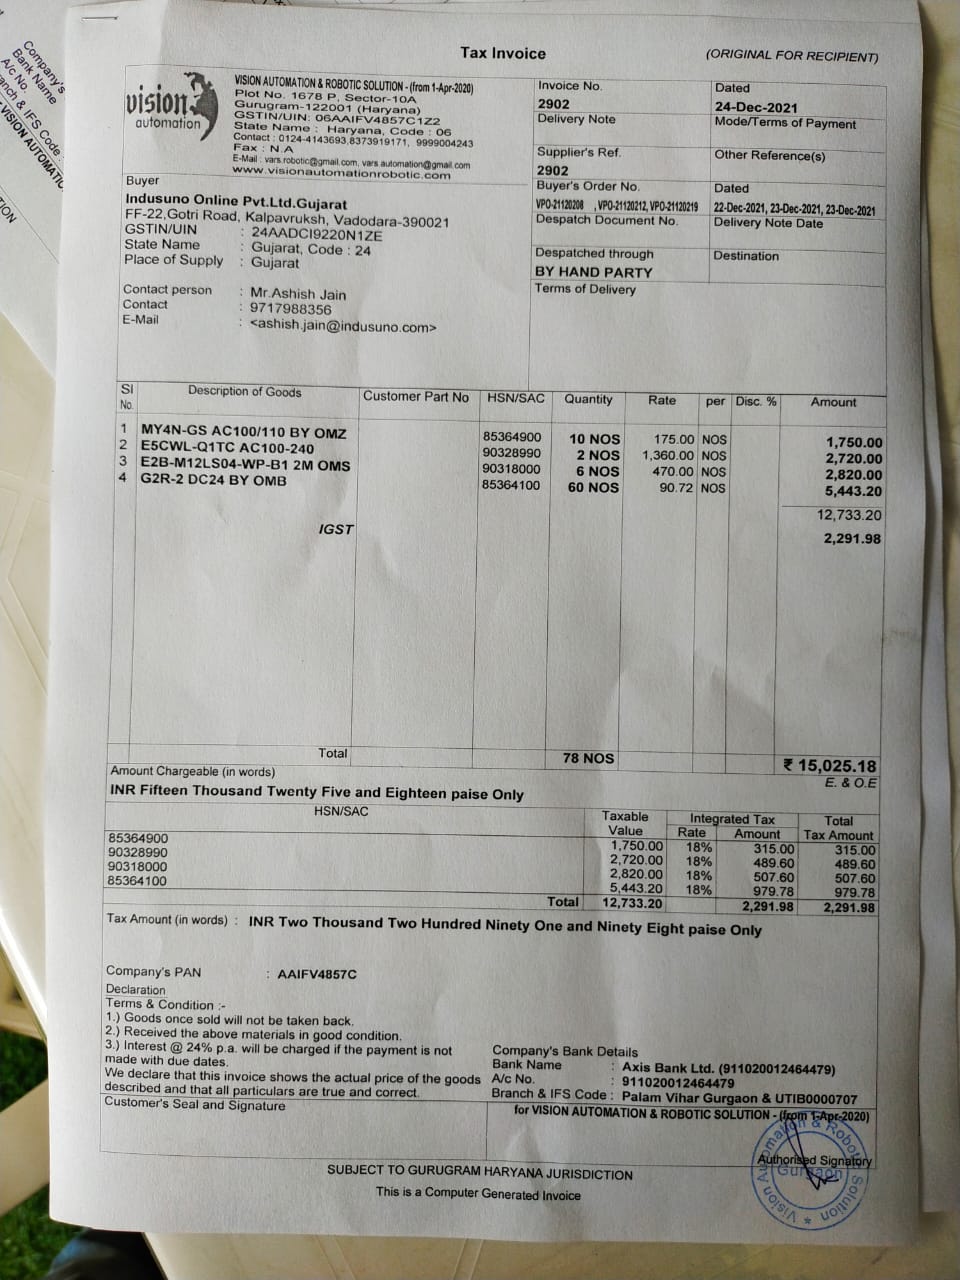 Tax Invoice
(ORIGINAL FOR RECIPIENT)
vision
automation
VISION AUTOMATION & ROBOTIC SOLUTION - (from 1-Apr-2020)
Plot No. 1678 P, Sector-10A
Gurugram-122001 (Haryana)
GSTIN/UIN: 06AAIFV4857C1Z2
State Name : Haryana, Code : 06
Contact : 0124-4143693,8373919171, 9999004243
Fax : N.A
E-Mail : vars.robotic@gmail.com, vars.automation@gmail.com
www.visionautomationrobotic.com
Invoice No.
2902
Dated
24-Dec-2021
Delivery Note
Mode/Terms of Payment
Supplier's Ref.
2902
Other Reference(s)
Buyer's Order No.
VPO-21120208 , VPO-21120212, VPO-21120219
Dated
22-Dec-2021, 23-Dec-2021, 23-Dec-2021
Despatch Document No.
Delivery Note Date
Despatched through
BY HAND PARTY
Destination
Terms of Delivery
Buyer
Indusuno Online Pvt.Ltd.Gujarat
FF-22,Gotri Road, Kalpavruksh, Vadodara-390021
GSTIN/UIN : 24AADCI9220N1ZE
State Name : Gujarat, Code : 24
Place of Supply : Gujarat
Contact person : Mr.Ashish Jain
Contact : 9717988356
E-Mail : <ashish.jain@indusuno.com>
Sl No. Description of Goods Customer Part No HSN/SAC Quantity Rate per Disc. % Amount
1 MY4N-GS AC100/110 BY OMZ 85364900 10 NOS 175.00 NOS 1,750.00
2 E5CWL-Q1TC AC100-240 90328990 2 NOS 1,360.00 NOS 2,720.00
3 E2B-M12LS04-WP-B1 2M OMS 90318000 6 NOS 470.00 NOS 2,820.00
4 G2R-2 DC24 BY OMB 85364100 60 NOS 90.72 NOS 5,443.20
12,733.20
IGST 2,291.98
Total 78 NOS ₹ 15,025.18
Amount Chargeable (in words) E. & O.E
INR Fifteen Thousand Twenty Five and Eighteen paise Only
HSN/SAC Taxable Value Integrated Tax Rate Amount Total Tax Amount
85364900 1,750.00 18% 315.00 315.00
90328990 2,720.00 18% 489.60 489.60
90318000 2,820.00 18% 507.60 507.60
85364100 5,443.20 18% 979.78 979.78
Total 12,733.20 2,291.98 2,291.98
Tax Amount (in words) : INR Two Thousand Two Hundred Ninety One and Ninety Eight paise Only
Company's PAN : AAIFV4857C
Declaration
Terms & Condition :-
1.) Goods once sold will not be taken back.
2.) Received the above materials in good condition.
3.) Interest @ 24% p.a. will be charged if the payment is not
made with due dates.
We declare that this invoice shows the actual price of the goods
described and that all particulars are true and correct.
Company's Bank Details
Bank Name : Axis Bank Ltd. (911020012464479)
A/c No. : 911020012464479
Branch & IFS Code : Palam Vihar Gurgaon & UTIB0000707
Customer's Seal and Signature
for VISION AUTOMATION & ROBOTIC SOLUTION - (from 1-Apr-2020)
Authorised Signatory
Vision Automation & Robotic Solution
Gurgaon
SUBJECT TO GURUGRAM HARYANA JURISDICTION
This is a Computer Generated Invoice
Company's
Bank Name
A/c No.
& IFS Code :
VISION AUTOMATIC